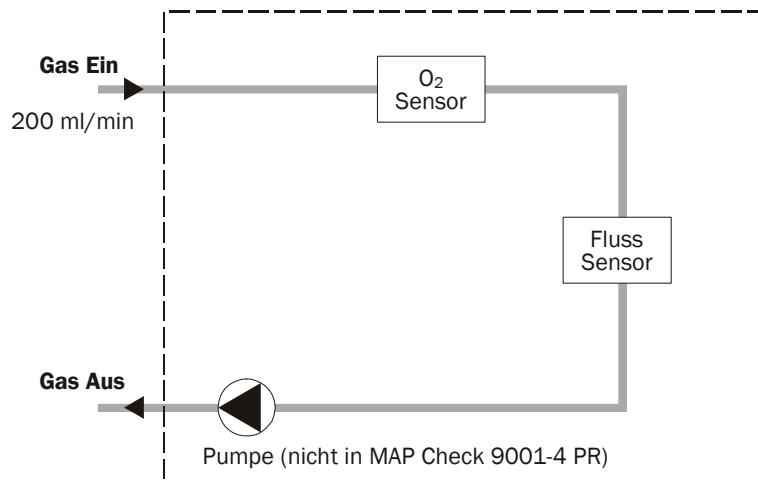 Gas Ein
200 ml/min
O₂
Sensor
Fluss
Sensor
Gas Aus
Pumpe (nicht in MAP Check 9001-4 PR)